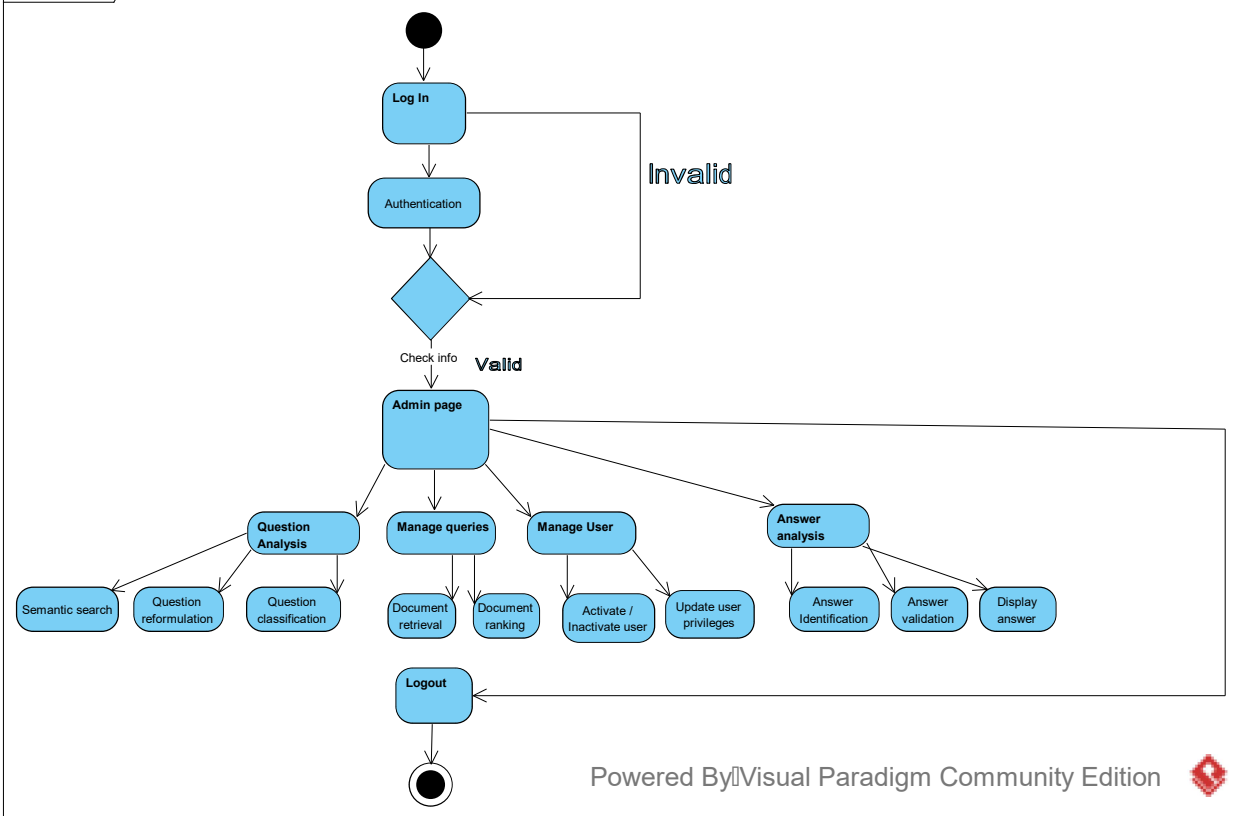 Log In
Invalid
Authentication
Check info
Valid
Admin page
Question
Analysis
Manage queries
Manage User
Answer
analysis
Semantic search
Question
reformulation
Question
classification
Document
retrieval
Document
ranking
Activate /
Inactivate user
Update user
privileges
Answer
Identification
Answer
validation
Display
answer
Logout
Powered By▯Visual Paradigm Community Edition